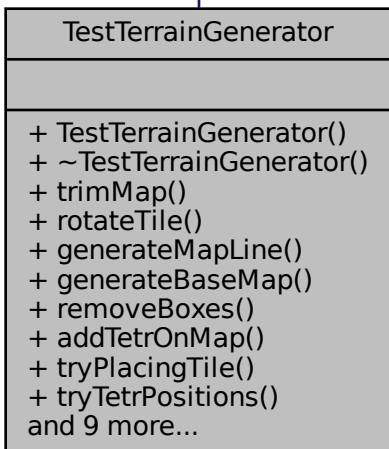 TestTerrainGenerator
+ TestTerrainGenerator()
+ ~TestTerrainGenerator()
+ trimMap()
+ rotateTile()
+ generateMapLine()
+ generateBaseMap()
+ removeBoxes()
+ addTetrOnMap()
+ tryPlacingTile()
+ tryTetrPositions()
and 9 more...